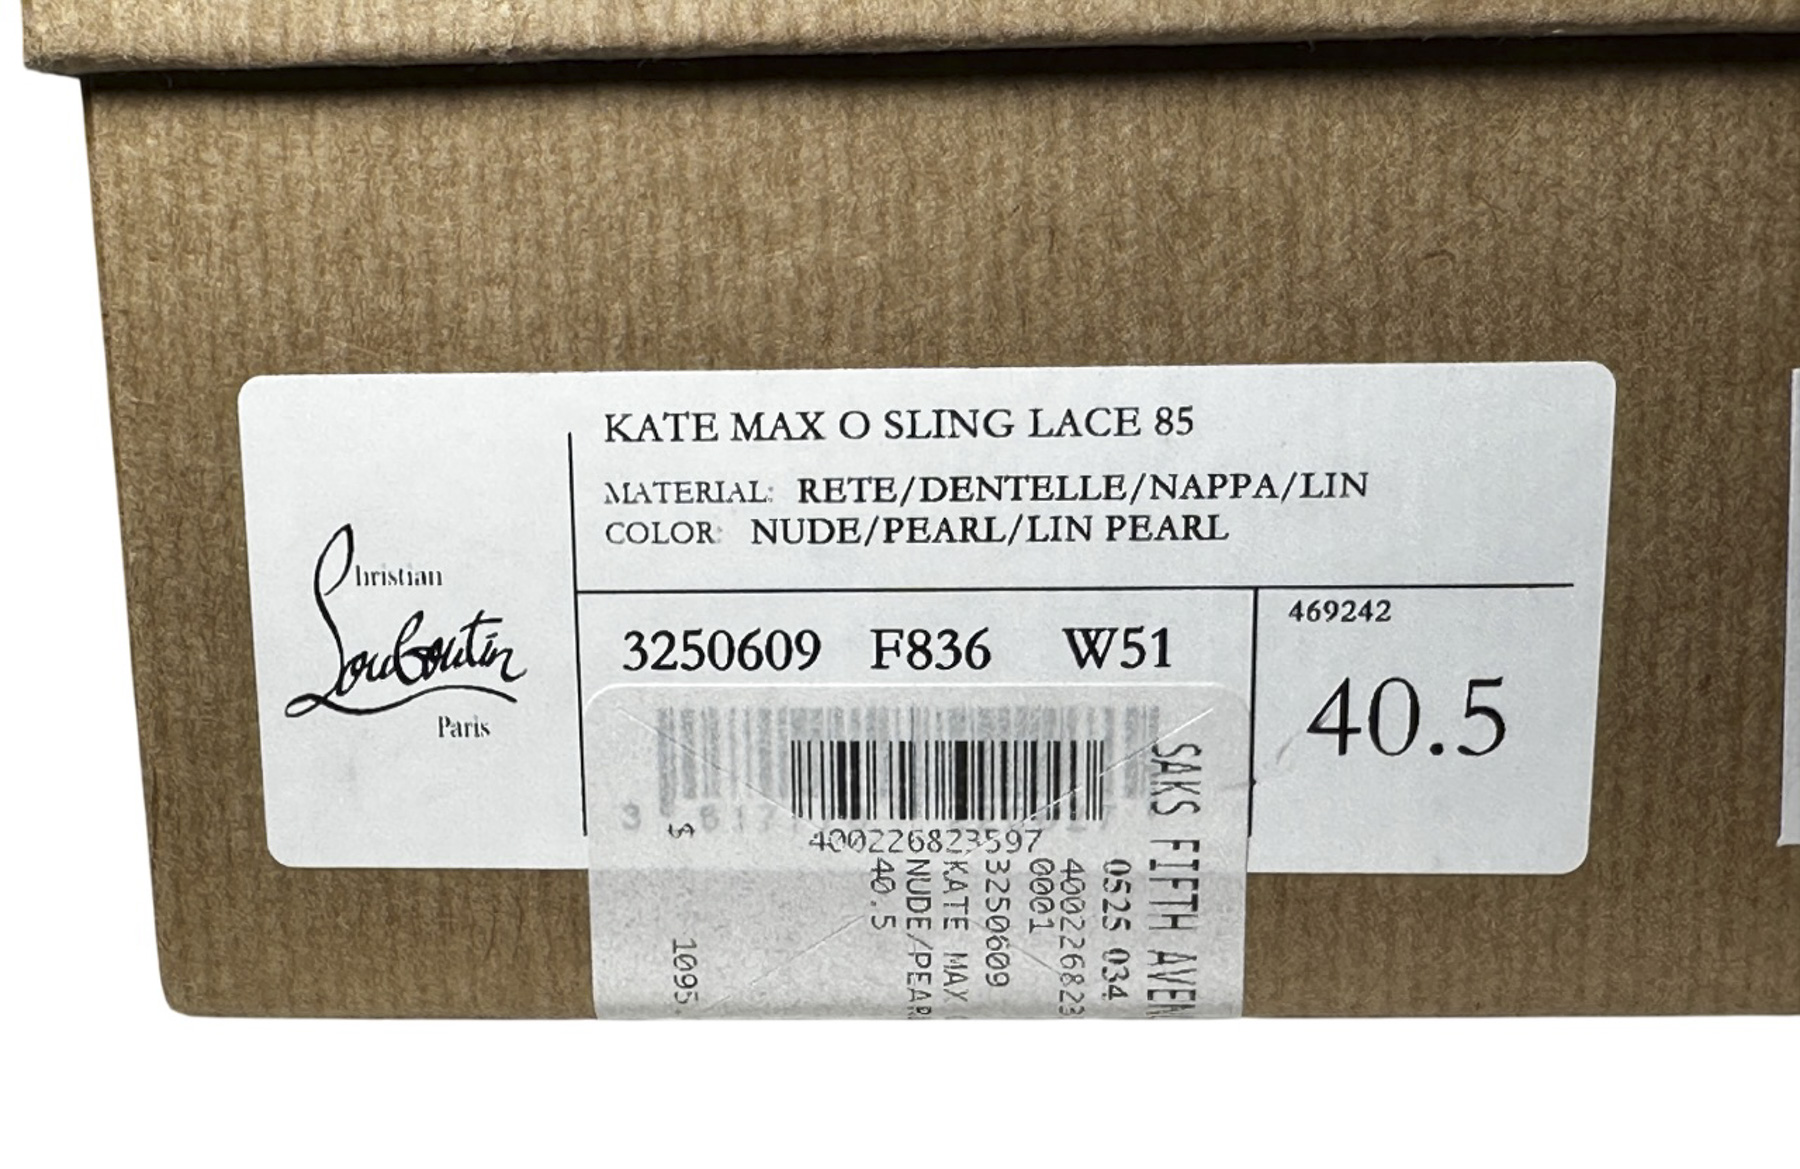 KATE MAX O SLING LACE 85
MATERIAL: RETE/DENTELLE/NAPPA/LIN
COLOR: NUDE/PEARL/LIN PEARL
Christian
Louboutin
Paris
3250609 F836 W51
469242
40.5
400226823597
SAKS FIFTH AVEN
0525 034
400226823
0001
3250609
KATE MAX
NUDE/PEAR
40.5
$ 1095.